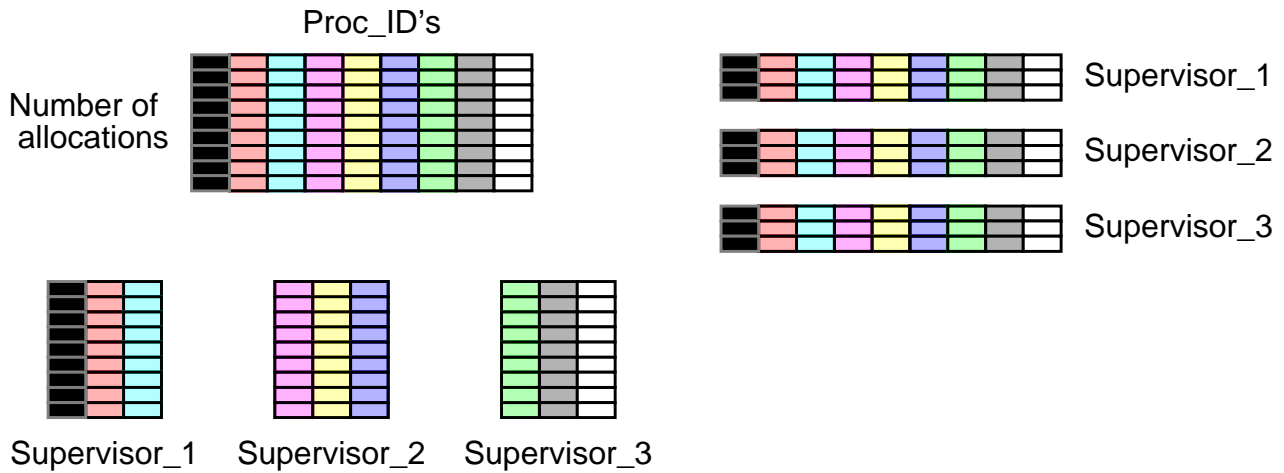 Proc_ID's
Number of
allocations
Supervisor_1
Supervisor_2
Supervisor_3
Supervisor_1 Supervisor_2 Supervisor_3